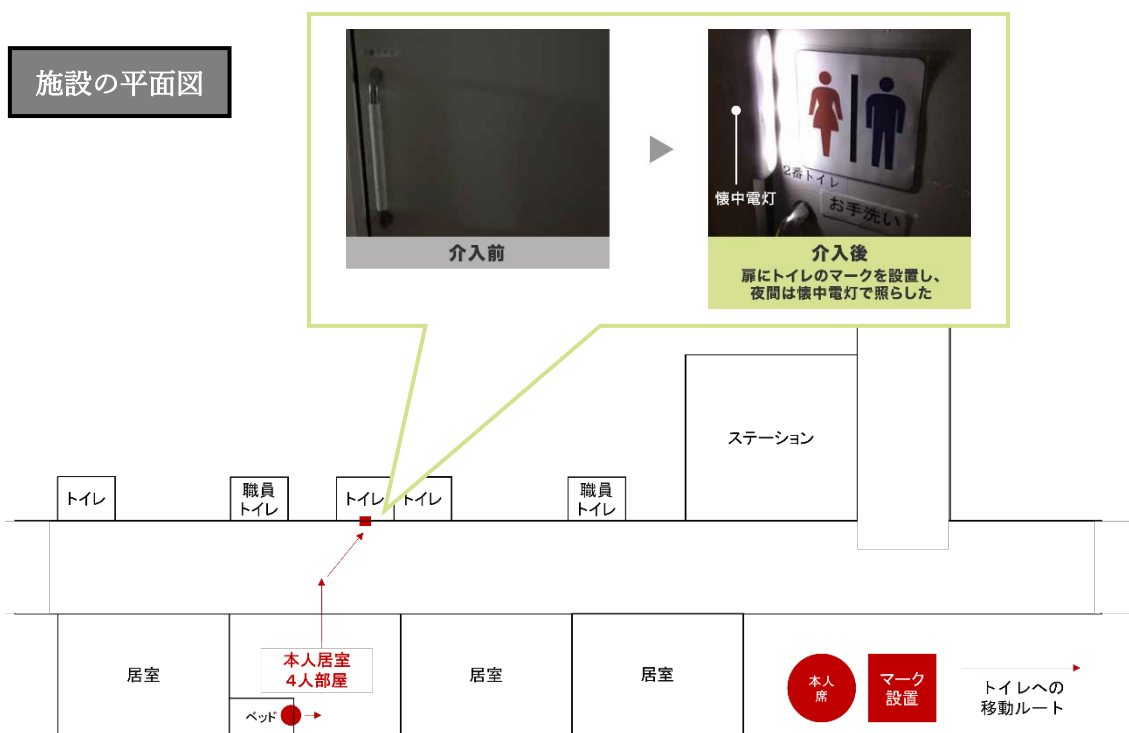 施設の平面図
2番トイレ
懐中電灯
お手洗い
介入前
介入後
扉にトイレのマークを設置し、
夜間は懐中電灯で照らした
ステーション
トイレ
職員
トイレ
トイレ
トイレ
職員
トイレ
居室
本人居室
4人部屋
居室
居室
ベッド
本人
席
マーク
設置
トイレへの
移動ルート